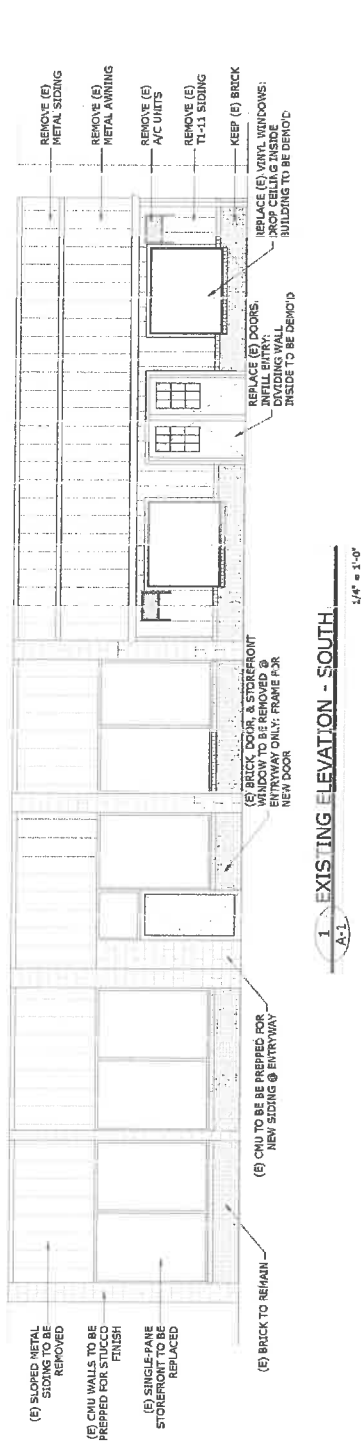 (E) SLOPED METAL
SIDING TO BE
REMOVED
(E) CMU WALLS TO BE
PREPPED FOR STUCCO
FINISH
(E) SINGLE-PANE
STOREFRONT TO BE
REPLACED
(E) BRICK TO REMAIN
(E) CMU TO BE BE PREPPED FOR
NEW SIDING @ ENTRYWAY
(E) BRICK, DOOR, & STOREFRONT
WINDOW TO BE REMOVED @
ENTRYWAY ONLY; FRAME FOR
NEW DOOR
REPLACE (E) DOORS;
INFILL ENTRY;
DIVIDING WALL
INSIDE TO BE DEMO'D
REMOVE (E)
METAL SIDING
REMOVE (E)
METAL AWNING
REMOVE (E)
A/C UNITS
REMOVE (E)
T1-11 SIDING
KEEP (E) BRICK
REPLACE (E) VINYL WINDOWS;
DROP CEILING INSIDE
BUILDING TO BE DEMO'D
1 EXISTING ELEVATION - SOUTH
A-1
1/4" = 1'-0"